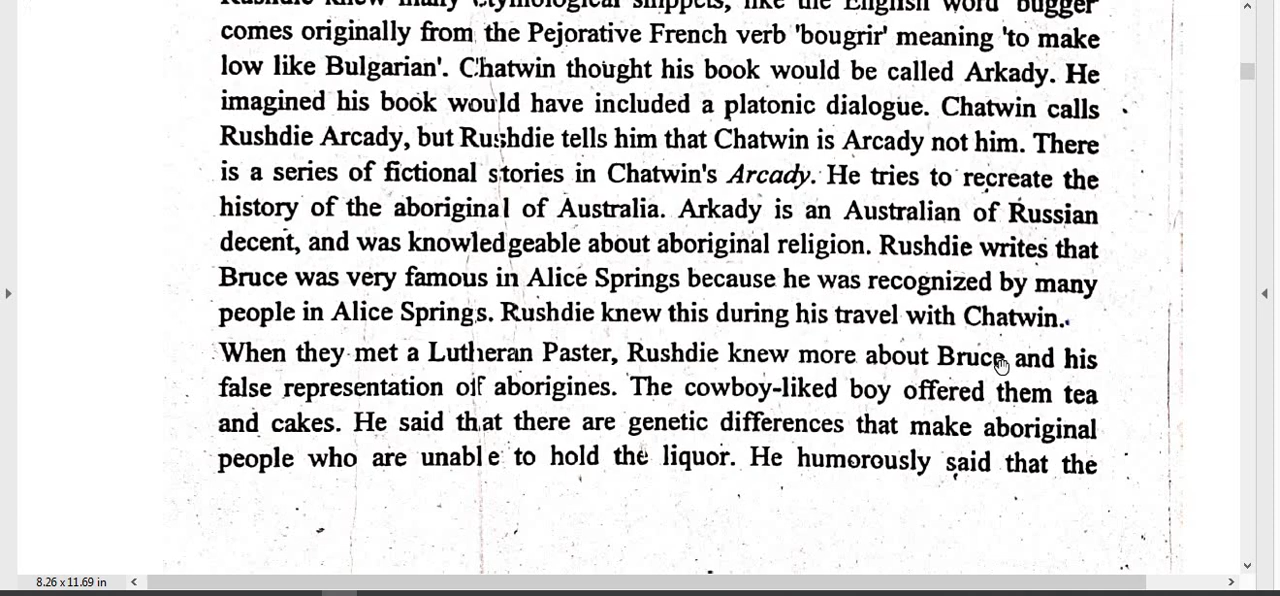 comes originally from the Pejorative French verb 'bougrir' meaning 'to make
low like Bulgarian'. Chatwin thought his book would be called Arkady. He
imagined his book would have included a platonic dialogue. Chatwin calls
Rushdie Arcady, but Rushdie tells him that Chatwin is Arcady not him. There
is a series of fictional stories in Chatwin's Arcady. He tries to recreate the
history of the aboriginal of Australia. Arkady is an Australian of Russian
decent, and was knowledgeable about aboriginal religion. Rushdie writes that
Bruce was very famous in Alice Springs because he was recognized by many
people in Alice Springs. Rushdie knew this during his travel with Chatwin.
When they met a Lutheran Paster, Rushdie knew more about Bruce and his
false representation of aborigines. The cowboy-liked boy offered them tea
and cakes. He said that there are genetic differences that make aboriginal
people who are unable to hold the liquor. He humorously said that the
8.26 x 11.69 in